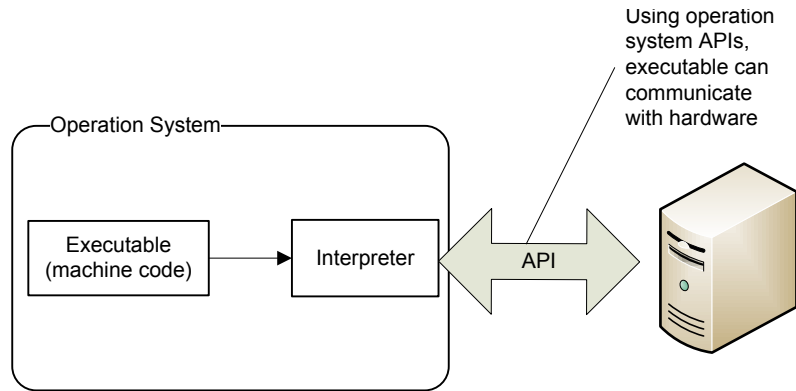 Using operation
system APIs,
executable can
communicate
with hardware
Operation System
Executable
(machine code)
Interpreter
API